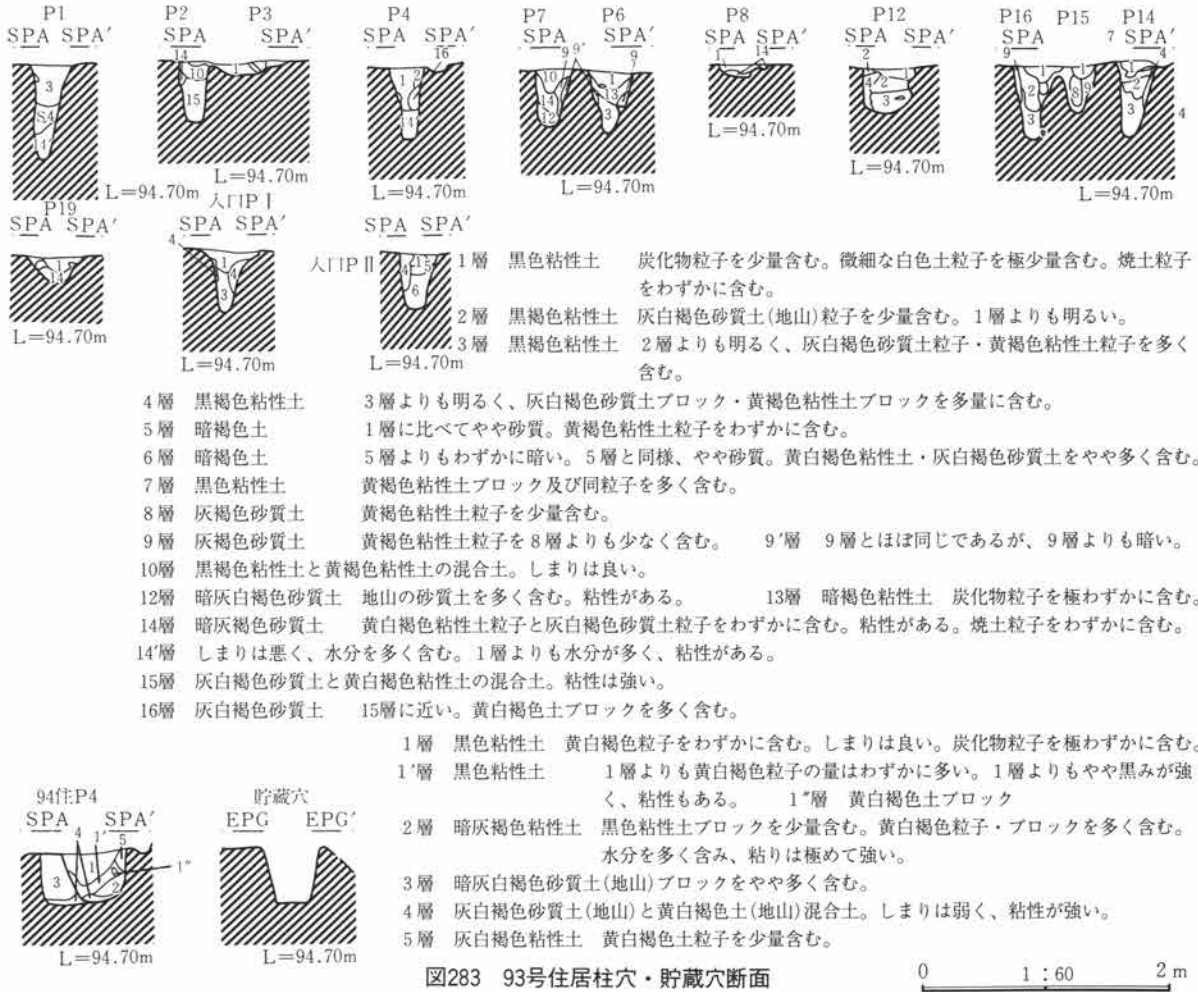 P1 P2 P3 P4 P7 P6 P8 P12 P16 P15 P14
SPA SPA′ SPA SPA′ SPA SPA′ SPA SPA′ SPA SPA′ SPA SPA′ SPA SPA′
L=94.70m L=94.70m L=94.70m L=94.70m L=94.70m L=94.70m L=94.70m
P19 入口PⅠ 入口PⅡ
SPA SPA′ SPA SPA′ SPA SPA′
L=94.70m L=94.70m L=94.70m
1層 黒色粘性土 炭化物粒子を少量含む。微細な白色土粒子を極少量含む。焼土粒子
をわずかに含む。
2層 黒褐色粘性土 灰白褐色砂質土(地山)粒子を少量含む。1層よりも明るい。
3層 黒褐色粘性土 2層よりも明るく、灰白褐色砂質土粒子・黄褐色粘性土粒子を多く
含む。
4層 黒褐色粘性土 3層よりも明るく、灰白褐色砂質土ブロック・黄褐色粘性土ブロックを多量に含む。
5層 暗褐色土 1層に比べてやや砂質。黄褐色粘性土粒子をわずかに含む。
6層 暗褐色土 5層よりもわずかに暗い。5層と同様、やや砂質。黄白褐色粘性土・灰白褐色砂質土をやや多く含む。
7層 黒色粘性土 黄褐色粘性土ブロック及び同粒子を多く含む。
8層 灰褐色砂質土 黄褐色粘性土粒子を少量含む。
9層 灰褐色砂質土 黄褐色粘性土粒子を8層よりも少なく含む。 9′層 9層とほぼ同じであるが、9層よりも暗い。
10層 黒褐色粘性土と黄褐色粘性土の混合土。しまりは良い。
12層 暗灰白褐色砂質土 地山の砂質土を多く含む。粘性がある。 13層 暗褐色粘性土 炭化物粒子を極わずかに含む。
14層 暗灰褐色砂質土 黄白褐色粘性土粒子と灰白褐色砂質土粒子をわずかに含む。粘性がある。焼土粒子をわずかに含む。
14′層 しまりは悪く、水分を多く含む。1層よりも水分が多く、粘性がある。
15層 灰白褐色砂質土と黄白褐色粘性土の混合土。粘性は強い。
16層 灰白褐色砂質土 15層に近い。黄白褐色土ブロックを多く含む。
1層 黒色粘性土 黄白褐色粒子をわずかに含む。しまりは良い。炭化物粒子を極わずかに含む。
1′層 黒色粘性土 1層よりも黄白褐色粒子の量はわずかに多い。1層よりもやや黒みが強
く、粘性もある。 1″層 黄白褐色土ブロック
2層 暗灰褐色粘性土 黒色粘性土ブロックを少量含む。黄白褐色粒子・ブロックを多く含む。
水分を多く含み、粘りは極めて強い。
3層 暗灰白褐色砂質土(地山)ブロックをやや多く含む。
4層 灰白褐色砂質土(地山)と黄白褐色土(地山)混合土。しまりは弱く、粘性が強い。
5層 灰白褐色粘性土 黄白褐色土粒子を少量含む。
94住P4 貯蔵穴
SPA SPA′ EPG EPG′
L=94.70m L=94.70m
図283 93号住居柱穴・貯蔵穴断面
0 1:60 2m